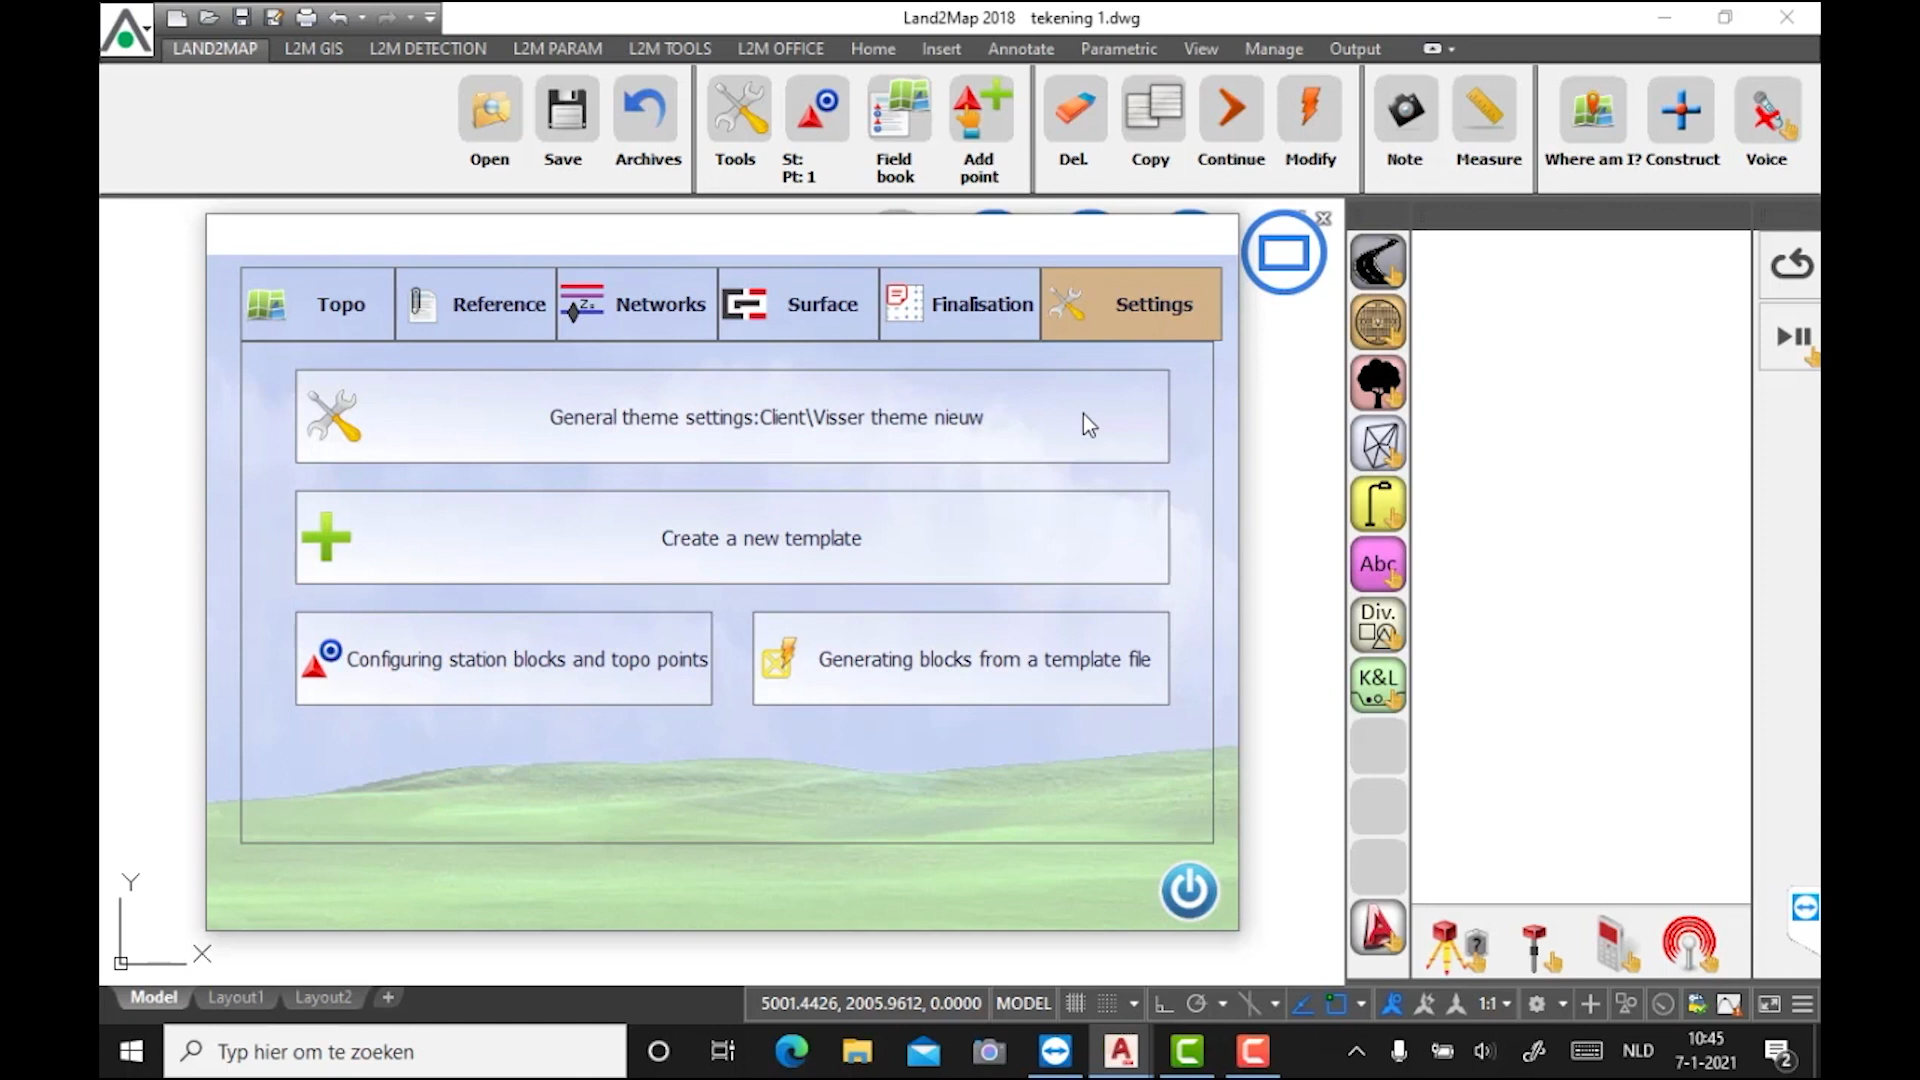 Land2Map 2018 tekening 1.dwg
LAND2MAP L2M GIS L2M DETECTION L2M PARAM L2M TOOLS L2M OFFICE Home Insert Annotate Parametric View Manage Output
Open Save Archives Tools St: Field Add Del. Copy Continue Modify Note Measure Where am I? Construct Voice
Pt: 1 book point
Topo Reference Networks Surface Finalisation Settings
General theme settings:Client\Visser theme nieuw
Create a new template
Configuring station blocks and topo points Generating blocks from a template file
Abc
Div.
K&L
Y
X
Model Layout1 Layout2 + 5001.4426, 2005.9612, 0.0000 MODEL 1:1
Typ hier om te zoeken NLD 10:45
7-1-2021 2